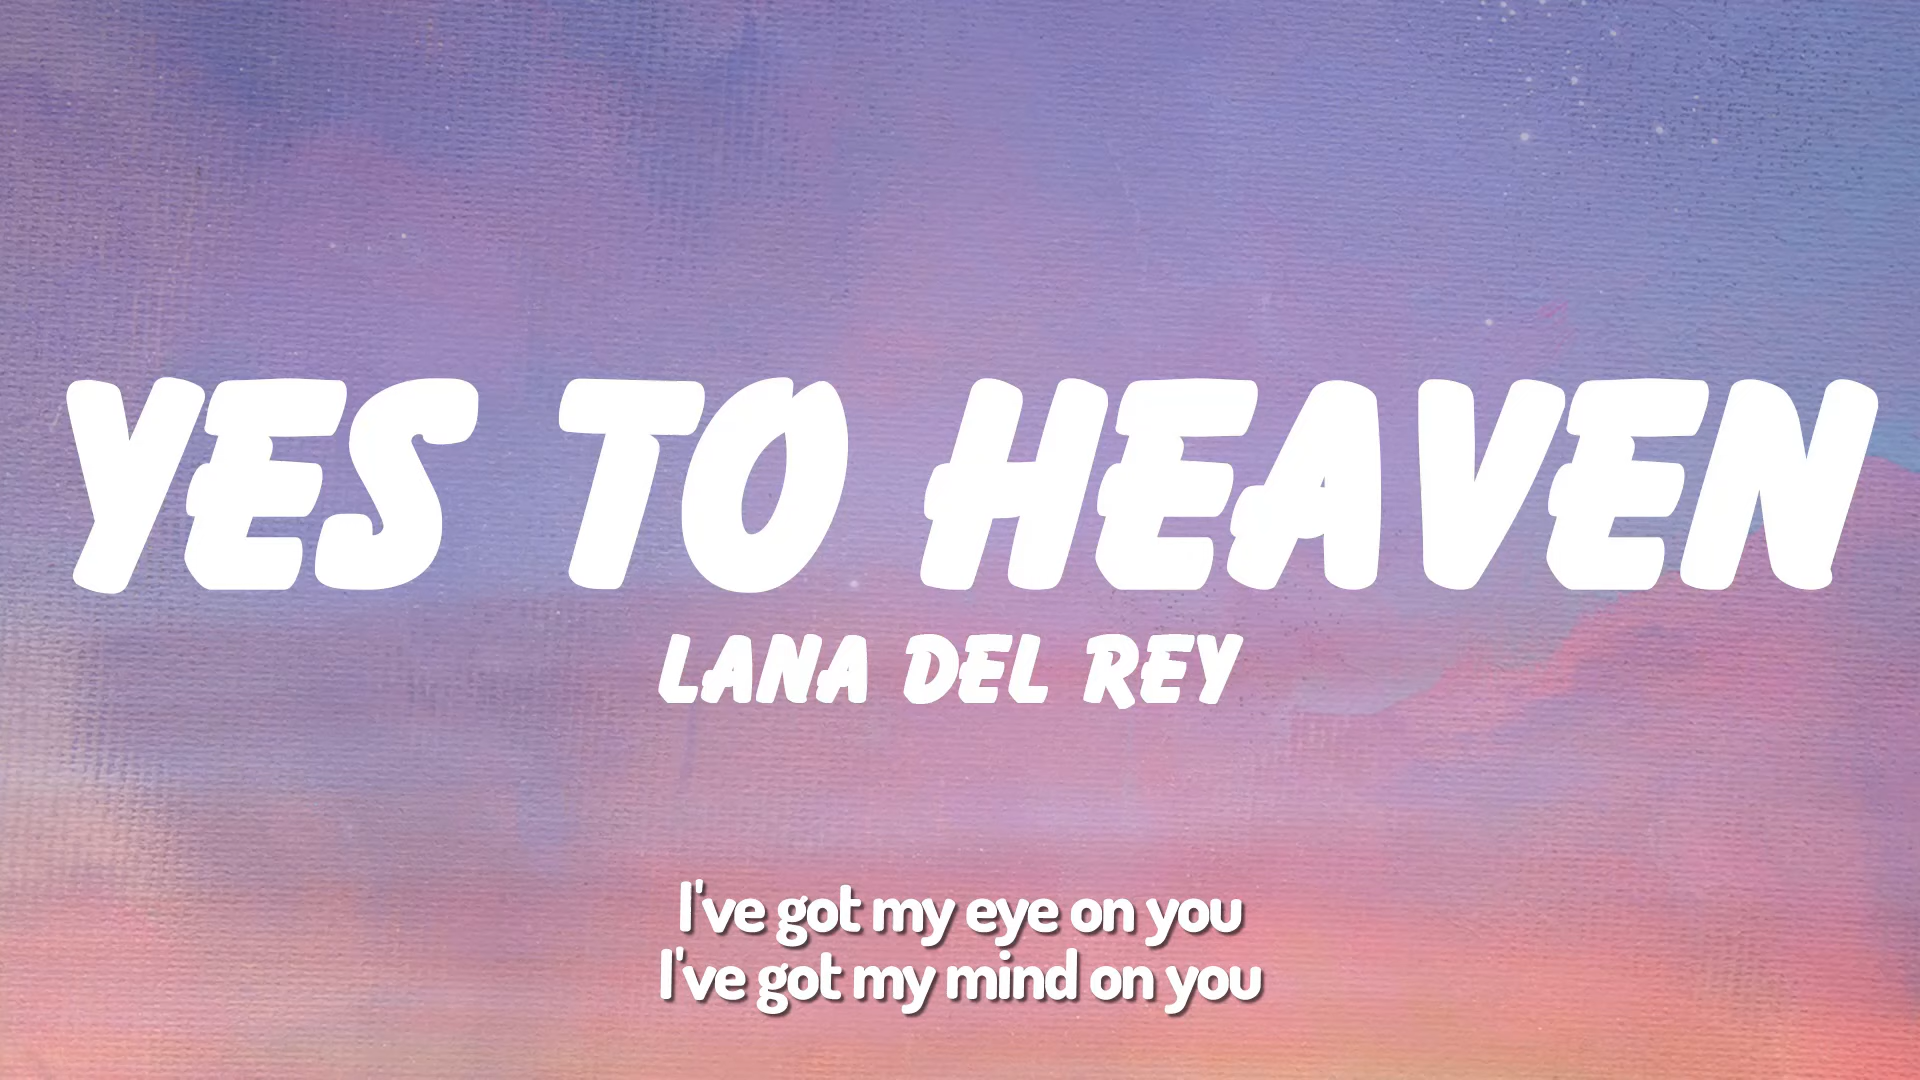 YES TO HEAVEN
LANA DEL REY
I've got my eye on you
I've got my mind on you